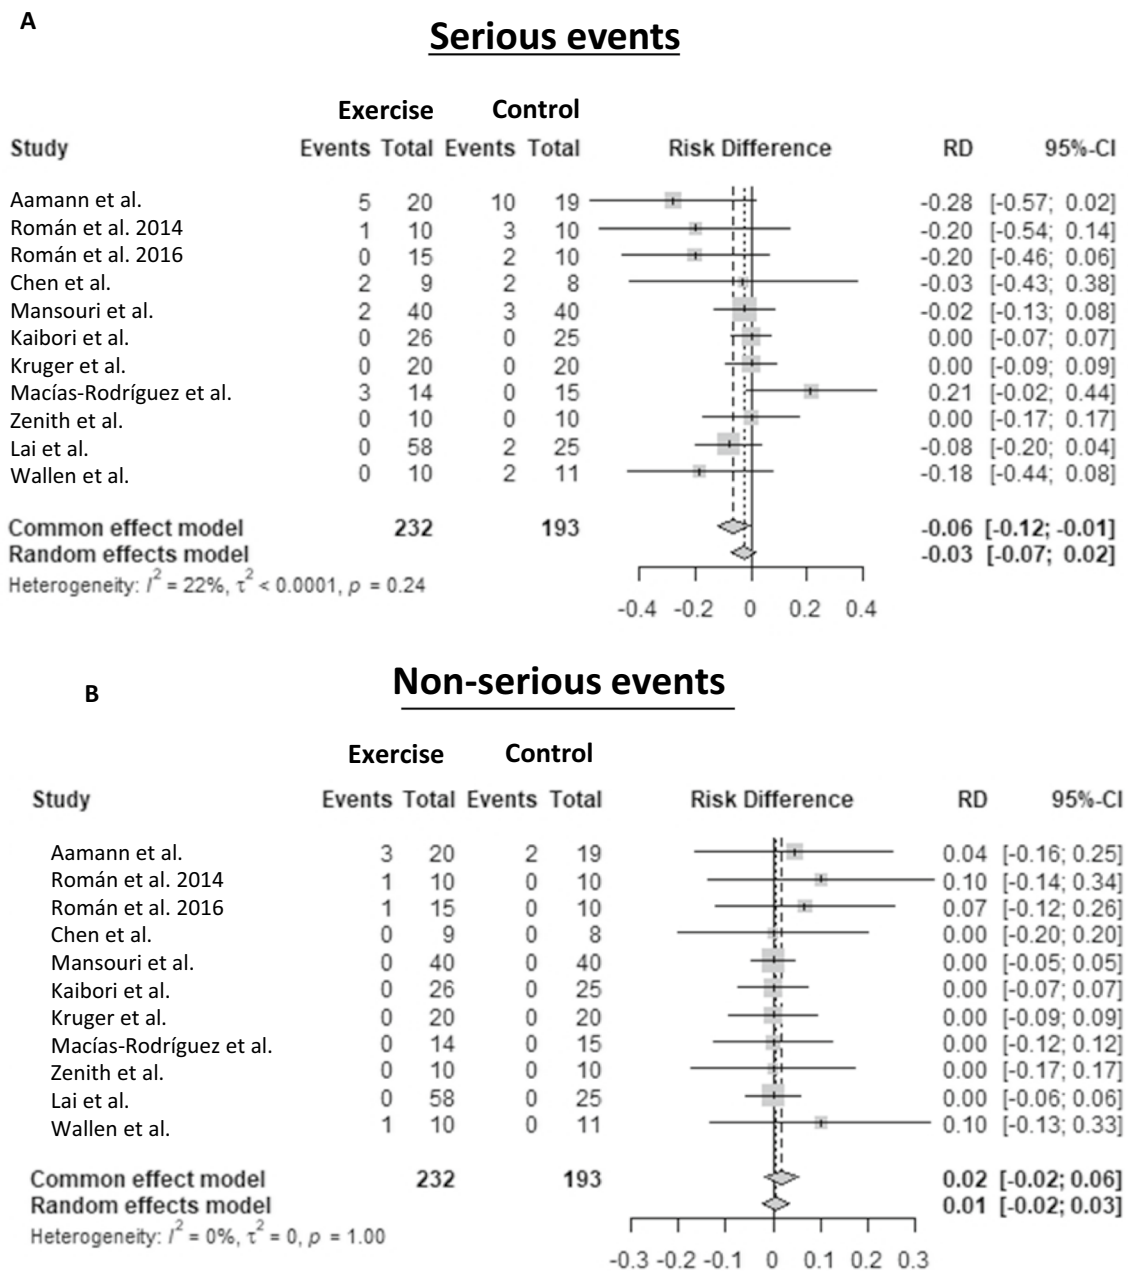 A
Serious events
Exercise Control
Study Events Total Events Total Risk Difference RD 95%-CI
Aamann et al. 5 20 10 19 -0.28 [-0.57; 0.02]
Román et al. 2014 1 10 3 10 -0.20 [-0.54; 0.14]
Román et al. 2016 0 15 2 10 -0.20 [-0.46; 0.06]
Chen et al. 2 9 2 8 -0.03 [-0.43; 0.38]
Mansouri et al. 2 40 3 40 -0.02 [-0.13; 0.08]
Kaibori et al. 0 26 0 25 0.00 [-0.07; 0.07]
Kruger et al. 0 20 0 20 0.00 [-0.09; 0.09]
Macías-Rodríguez et al. 3 14 0 15 0.21 [-0.02; 0.44]
Zenith et al. 0 10 0 10 0.00 [-0.17; 0.17]
Lai et al. 0 58 2 25 -0.08 [-0.20; 0.04]
Wallen et al. 0 10 2 11 -0.18 [-0.44; 0.08]
Common effect model 232 193 -0.06 [-0.12; -0.01]
Random effects model -0.03 [-0.07; 0.02]
Heterogeneity: I² = 22%, τ² < 0.0001, p = 0.24
-0.4 -0.2 0 0.2 0.4
B
Non-serious events
Exercise Control
Study Events Total Events Total Risk Difference RD 95%-CI
Aamann et al. 3 20 2 19 0.04 [-0.16; 0.25]
Román et al. 2014 1 10 0 10 0.10 [-0.14; 0.34]
Román et al. 2016 1 15 0 10 0.07 [-0.12; 0.26]
Chen et al. 0 9 0 8 0.00 [-0.20; 0.20]
Mansouri et al. 0 40 0 40 0.00 [-0.05; 0.05]
Kaibori et al. 0 26 0 25 0.00 [-0.07; 0.07]
Kruger et al. 0 20 0 20 0.00 [-0.09; 0.09]
Macías-Rodríguez et al. 0 14 0 15 0.00 [-0.12; 0.12]
Zenith et al. 0 10 0 10 0.00 [-0.17; 0.17]
Lai et al. 0 58 0 25 0.00 [-0.06; 0.06]
Wallen et al. 1 10 0 11 0.10 [-0.13; 0.33]
Common effect model 232 193 0.02 [-0.02; 0.06]
Random effects model 0.01 [-0.02; 0.03]
Heterogeneity: I² = 0%, τ² = 0, p = 1.00
-0.3 -0.2 -0.1 0 0.1 0.2 0.3